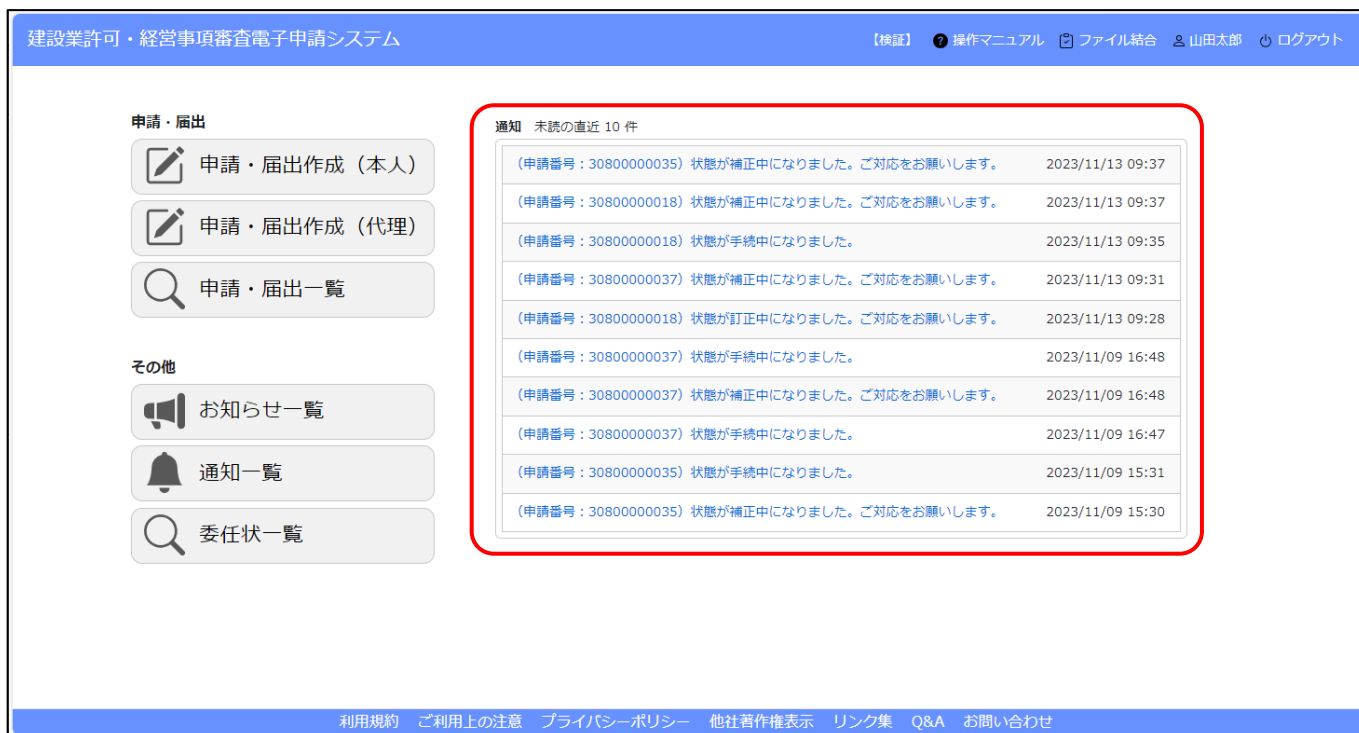 建設業許可・経営事項審査電子申請システム
【検証】 ? 操作マニュアル ファイル結合 山田太郎 ログアウト
申請・届出
申請・届出作成（本人）
申請・届出作成（代理）
申請・届出一覧
その他
お知らせ一覧
通知一覧
委任状一覧
通知 未読の直近 10 件
（申請番号：30800000035）状態が補正中になりました。ご対応をお願いします。 2023/11/13 09:37
（申請番号：30800000018）状態が補正中になりました。ご対応をお願いします。 2023/11/13 09:37
（申請番号：30800000018）状態が手続中になりました。 2023/11/13 09:35
（申請番号：30800000037）状態が補正中になりました。ご対応をお願いします。 2023/11/13 09:31
（申請番号：30800000018）状態が訂正中になりました。ご対応をお願いします。 2023/11/13 09:28
（申請番号：30800000037）状態が手続中になりました。 2023/11/09 16:48
（申請番号：30800000037）状態が補正中になりました。ご対応をお願いします。 2023/11/09 16:48
（申請番号：30800000037）状態が手続中になりました。 2023/11/09 16:47
（申請番号：30800000035）状態が手続中になりました。 2023/11/09 15:31
（申請番号：30800000035）状態が補正中になりました。ご対応をお願いします。 2023/11/09 15:30
利用規約 ご利用上の注意 プライバシーポリシー 他社著作権表示 リンク集 Q&A お問い合わせ